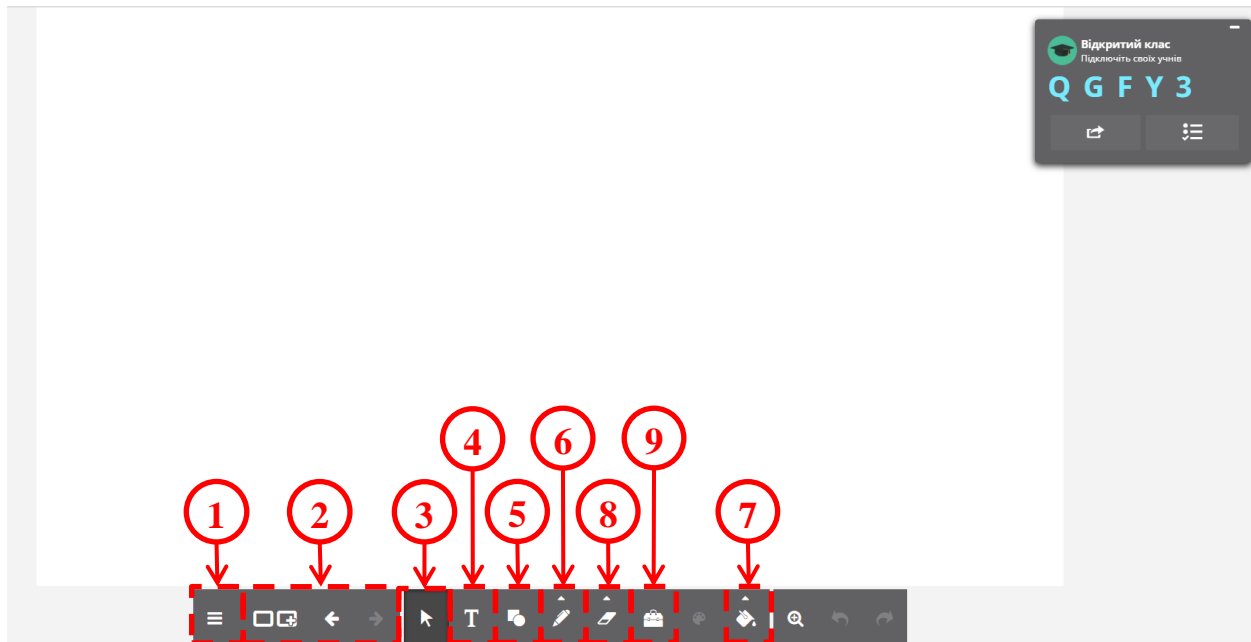 Відкритий клас
Підключіть своїх учнів
Q G F Y 3
4 6 9
1 2 3 5 8 7
T